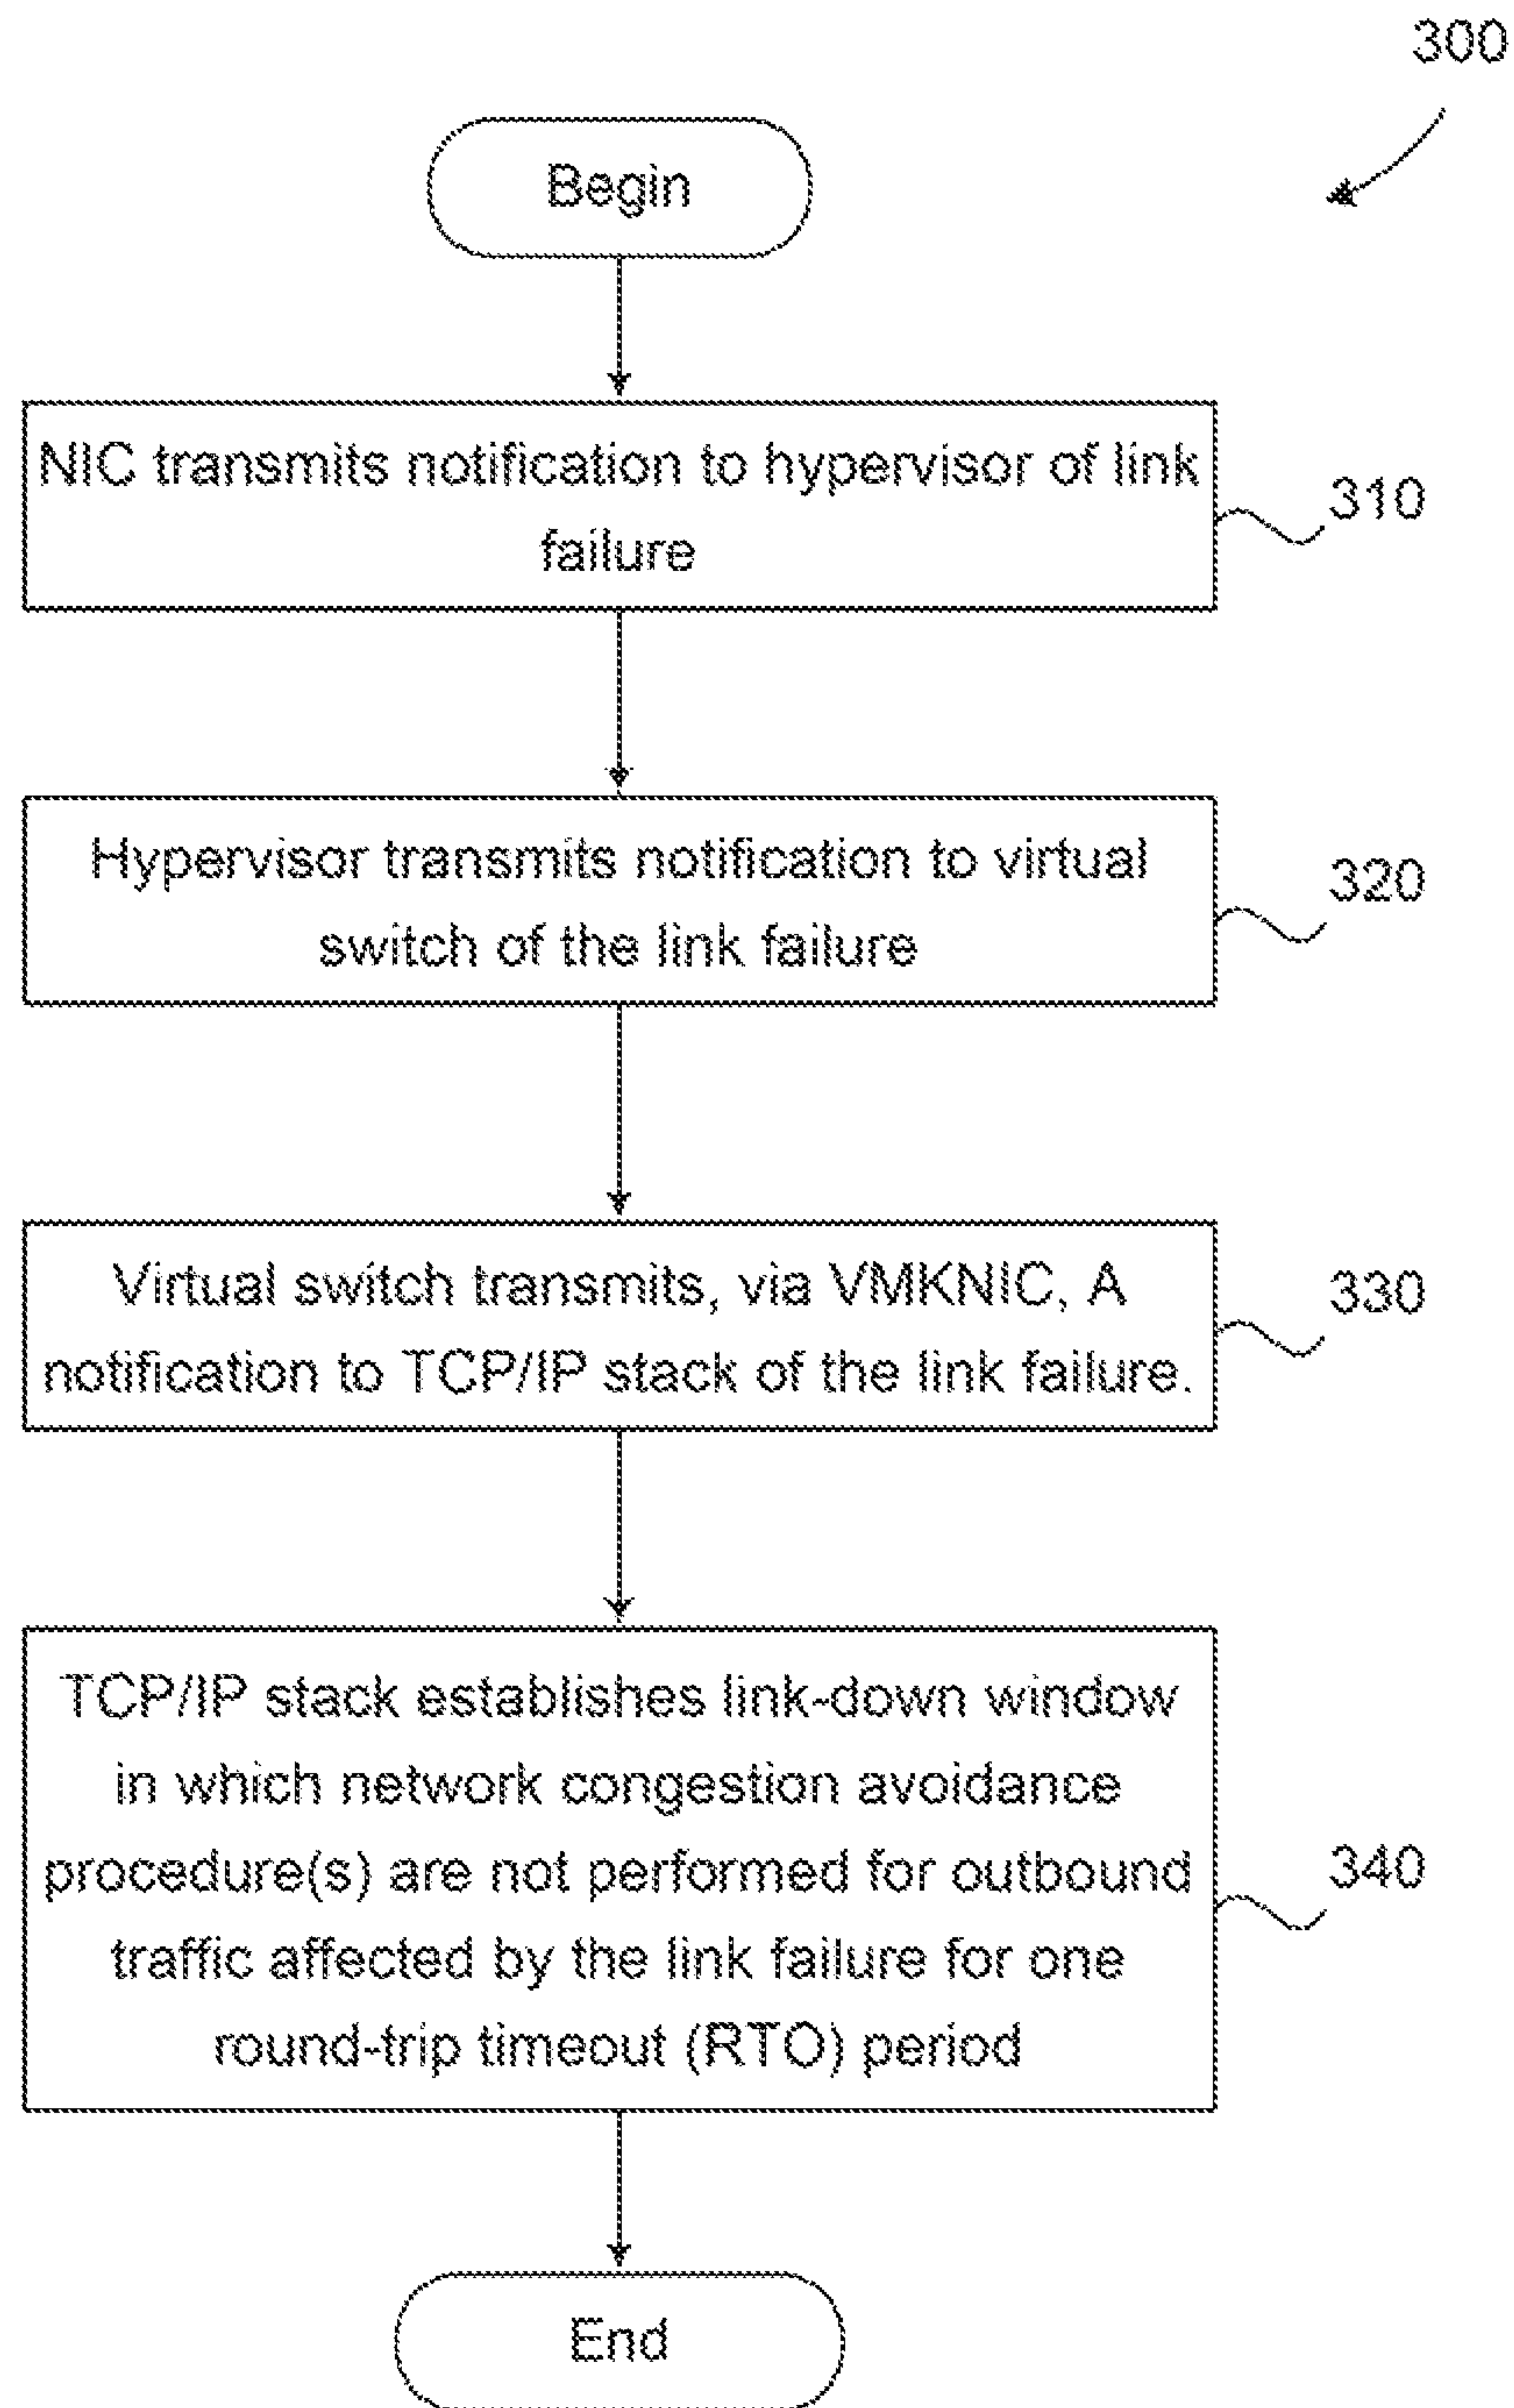 300
Begin
NIC transmits notification to hypervisor of link
failure
310
Hypervisor transmits notification to virtual
switch of the link failure
320
Virtual switch transmits, via VMKNIC, A
notification to TCP/IP stack of the link failure.
330
TCP/IP stack establishes link-down window
in which network congestion avoidance
procedure(s) are not performed for outbound
traffic affected by the link failure for one
round-trip timeout (RTO) period
340
End